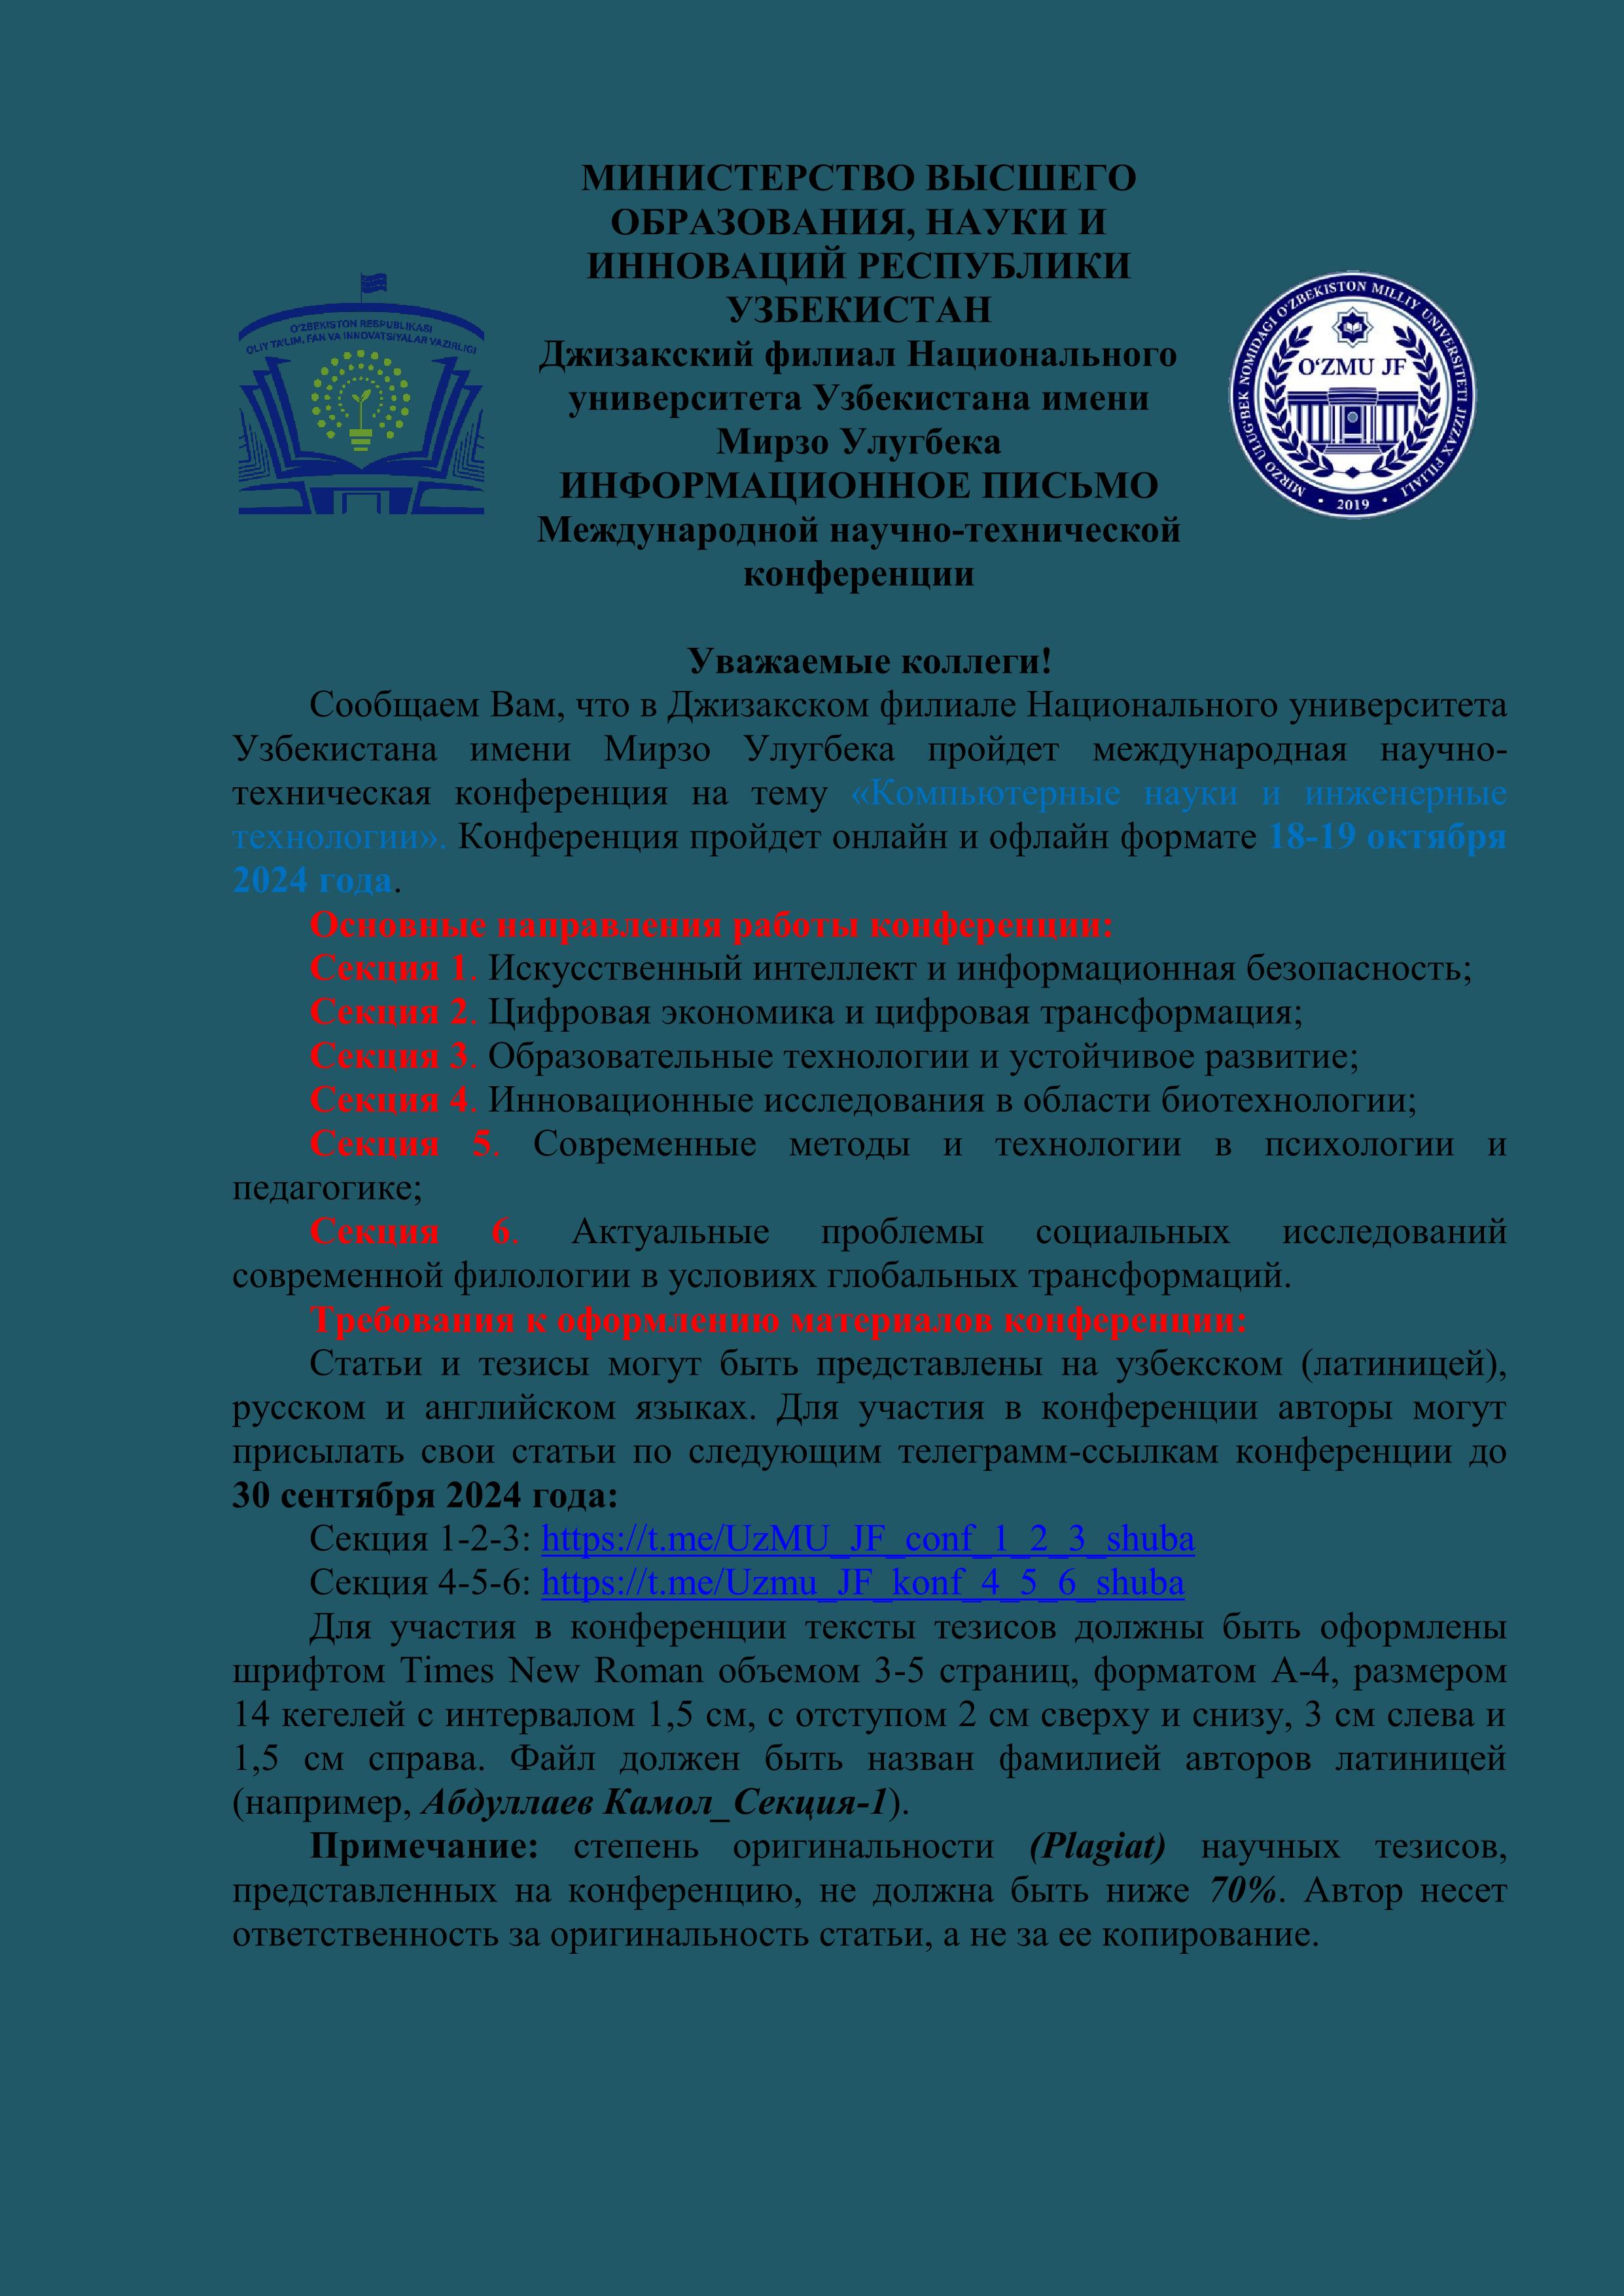 МИНИСТЕРСТВО ВЫСШЕГО
ОБРАЗОВАНИЯ, НАУКИ И
ИННОВАЦИЙ РЕСПУБЛИКИ
УЗБЕКИСТАН
Джизакский филиал Национального
университета Узбекистана имени
Мирзо Улугбека
ИНФОРМАЦИОННОЕ ПИСЬМО
Международной научно-технической
конференции
O'ZBEKISTON RESPUBLIKASI
OLIY TA'LIM, FAN VA INNOVATSIYALAR VAZIRLIGI
MIRZO ULUG'BEK NOMIDAGI O'ZBEKISTON MILLIY UNIVERSITETI JIZZAX FILIALI
O‘ZMU JF
• 2019 •
Уважаемые коллеги!
Сообщаем Вам, что в Джизакском филиале Национального университета
Узбекистана имени Мирзо Улугбека пройдет международная научно-
техническая конференция на тему «Компьютерные науки и инженерные
технологии». Конференция пройдет онлайн и офлайн формате 18-19 октября
2024 года.
Основные направления работы конференции:
Секция 1. Искусственный интеллект и информационная безопасность;
Секция 2. Цифровая экономика и цифровая трансформация;
Секция 3. Образовательные технологии и устойчивое развитие;
Секция 4. Инновационные исследования в области биотехнологии;
Секция 5. Современные методы и технологии в психологии и
педагогике;
Секция 6. Актуальные проблемы социальных исследований
современной филологии в условиях глобальных трансформаций.
Требования к оформлению материалов конференции:
Статьи и тезисы могут быть представлены на узбекском (латиницей),
русском и английском языках. Для участия в конференции авторы могут
присылать свои статьи по следующим телеграмм-ссылкам конференции до
30 сентября 2024 года:
Секция 1-2-3: https://t.me/UzMU_JF_conf_1_2_3_shuba
Секция 4-5-6: https://t.me/Uzmu_JF_konf_4_5_6_shuba
Для участия в конференции тексты тезисов должны быть оформлены
шрифтом Times New Roman объемом 3-5 страниц, форматом А-4, размером
14 кегелей с интервалом 1,5 см, с отступом 2 см сверху и снизу, 3 см слева и
1,5 см справа. Файл должен быть назван фамилией авторов латиницей
(например, Абдуллаев Камол_Секция-1).
Примечание: степень оригинальности (Plagiat) научных тезисов,
представленных на конференцию, не должна быть ниже 70%. Автор несет
ответственность за оригинальность статьи, а не за ее копирование.